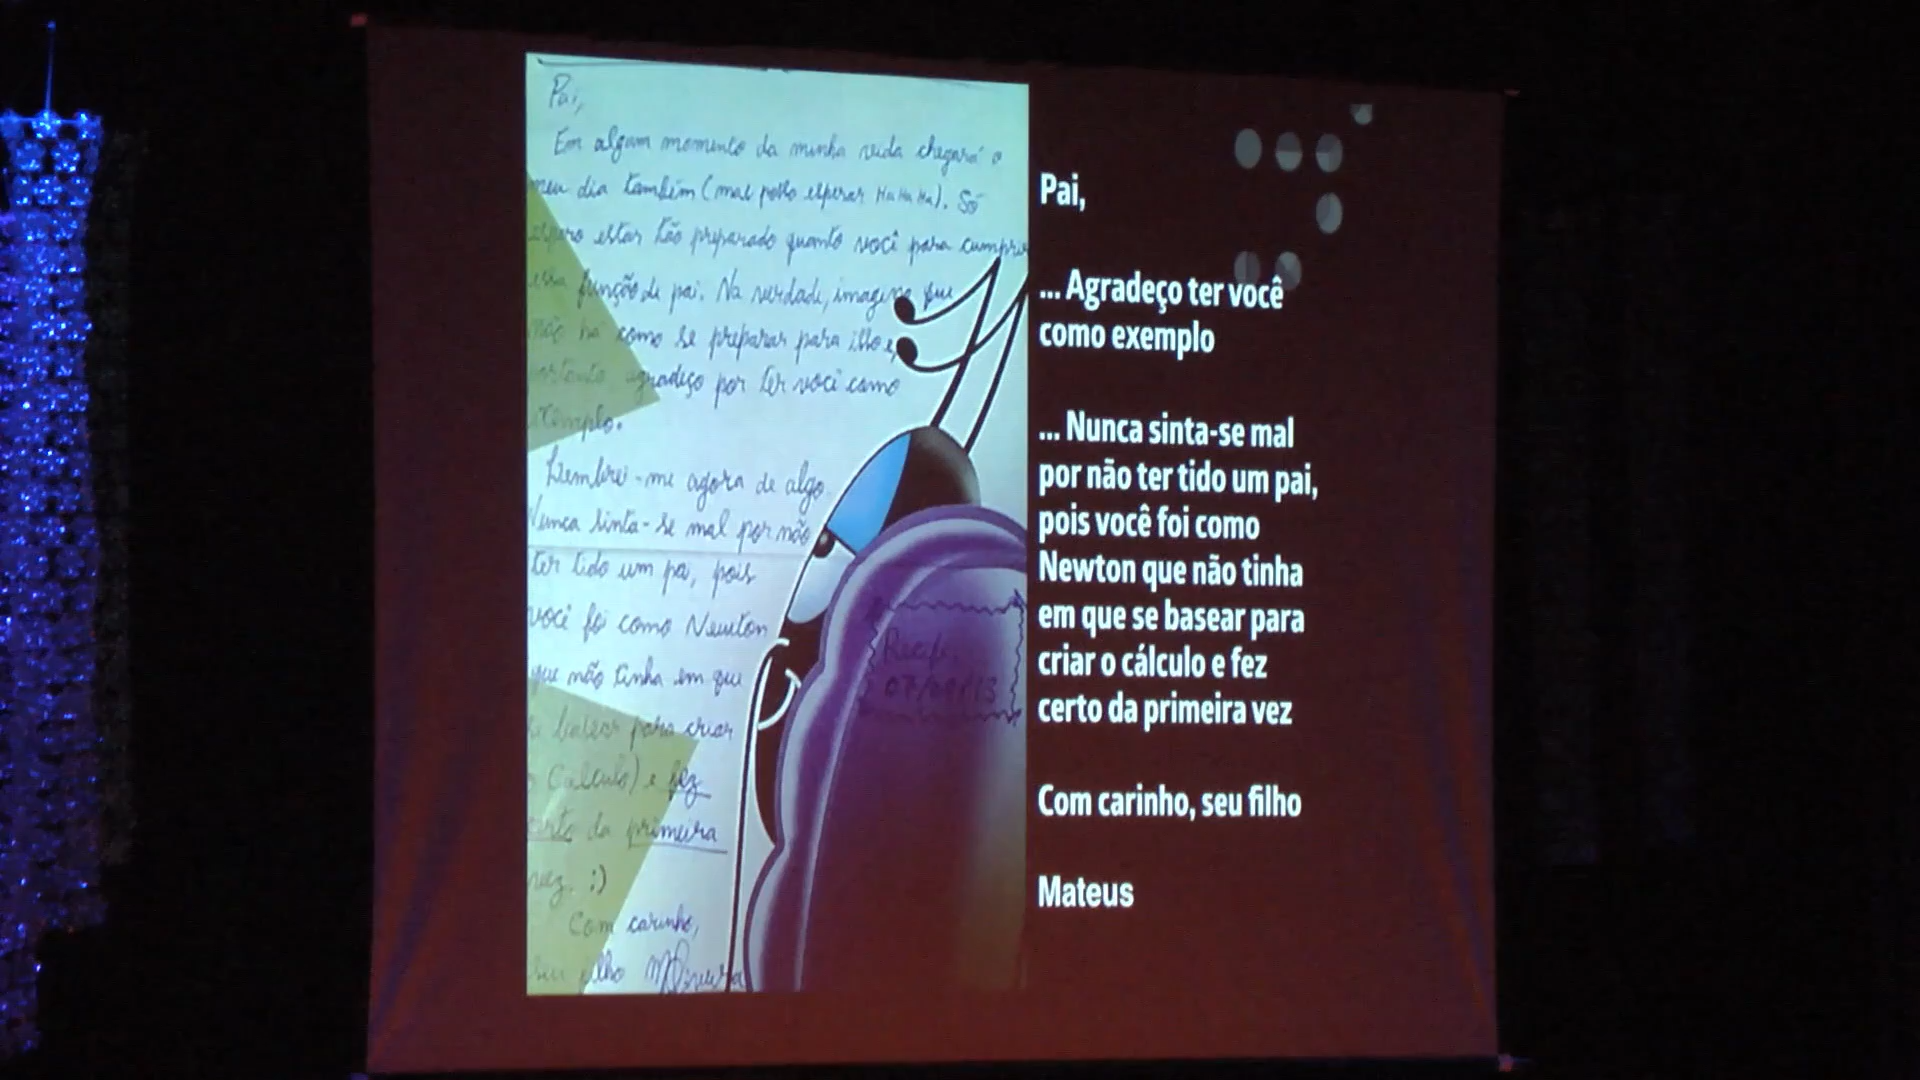 Pai,
Em algum momento da minha vida chegará o
meu dia também (mal posso esperar HaHaHa). Só
espero estar tão preparado quanto você para cumprir
essa função de pai. Na verdade, imagino que
não há como se preparar para isso e,
portanto agradeço por ter você como
exemplo.
Lembrei-me agora de algo
Nunca sinta-se mal por não
ter tido um pai, pois
você foi como Newton
que não tinha em que
se basear para criar
o Cálculo) e fez
certo da primeira
vez. :)
Com carinho,
seu filho
Recife,
Pai,
... Agradeço ter você
como exemplo
... Nunca sinta-se mal
por não ter tido um pai,
pois você foi como
Newton que não tinha
em que se basear para
criar o cálculo e fez
certo da primeira vez
Com carinho, seu filho
Mateus